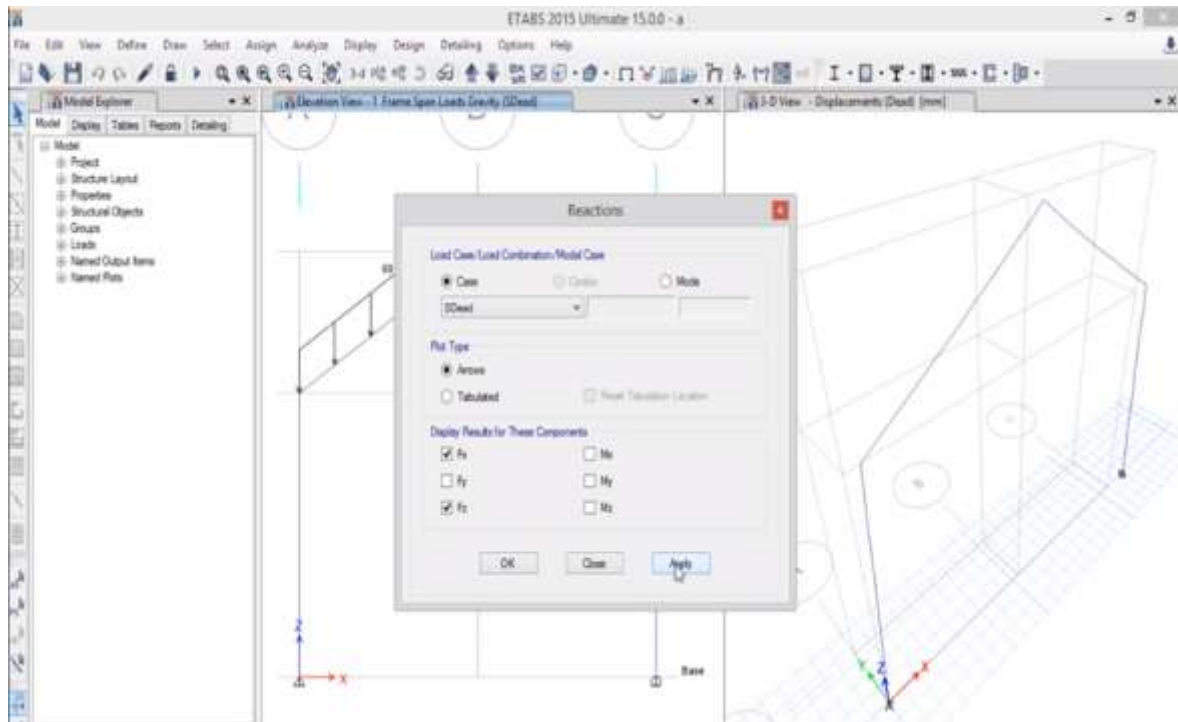 ETABS 2015 Ultimate 15.0.0 - a
File Edit View Define Draw Select Assign Analyze Display Design Detailing Options Help
Model Explorer
Elevation View - 1 Frame Span Loads Gravity (SDead)
3-D View - Displacements (Dead) [mm]
Model Display Tables Reports Detailing
Model
Project
Structure Layout
Properties
Structural Objects
Groups
Loads
Named Output Items
Named Plots
Reactions
Load Case/Load Combination/Modal Case
Case Combo Mode
SDead
Plot Type
Arrows
Tabulated Reset Tabulation Location
Display Results for These Components
Fx Mx
Fy My
Fz Mz
OK Close Apply
Z
X
Base
Y Z X